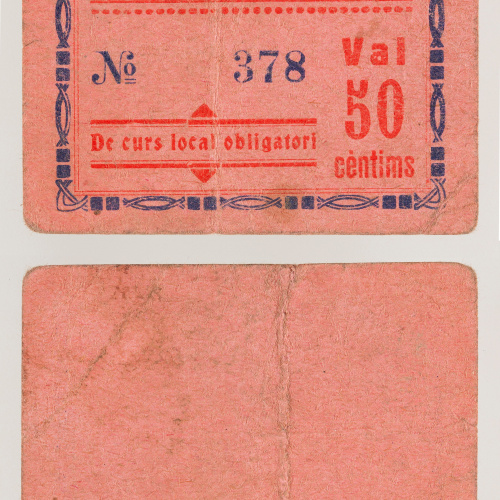 Nº 378
Val
50
cèntims
De curs local obligatori